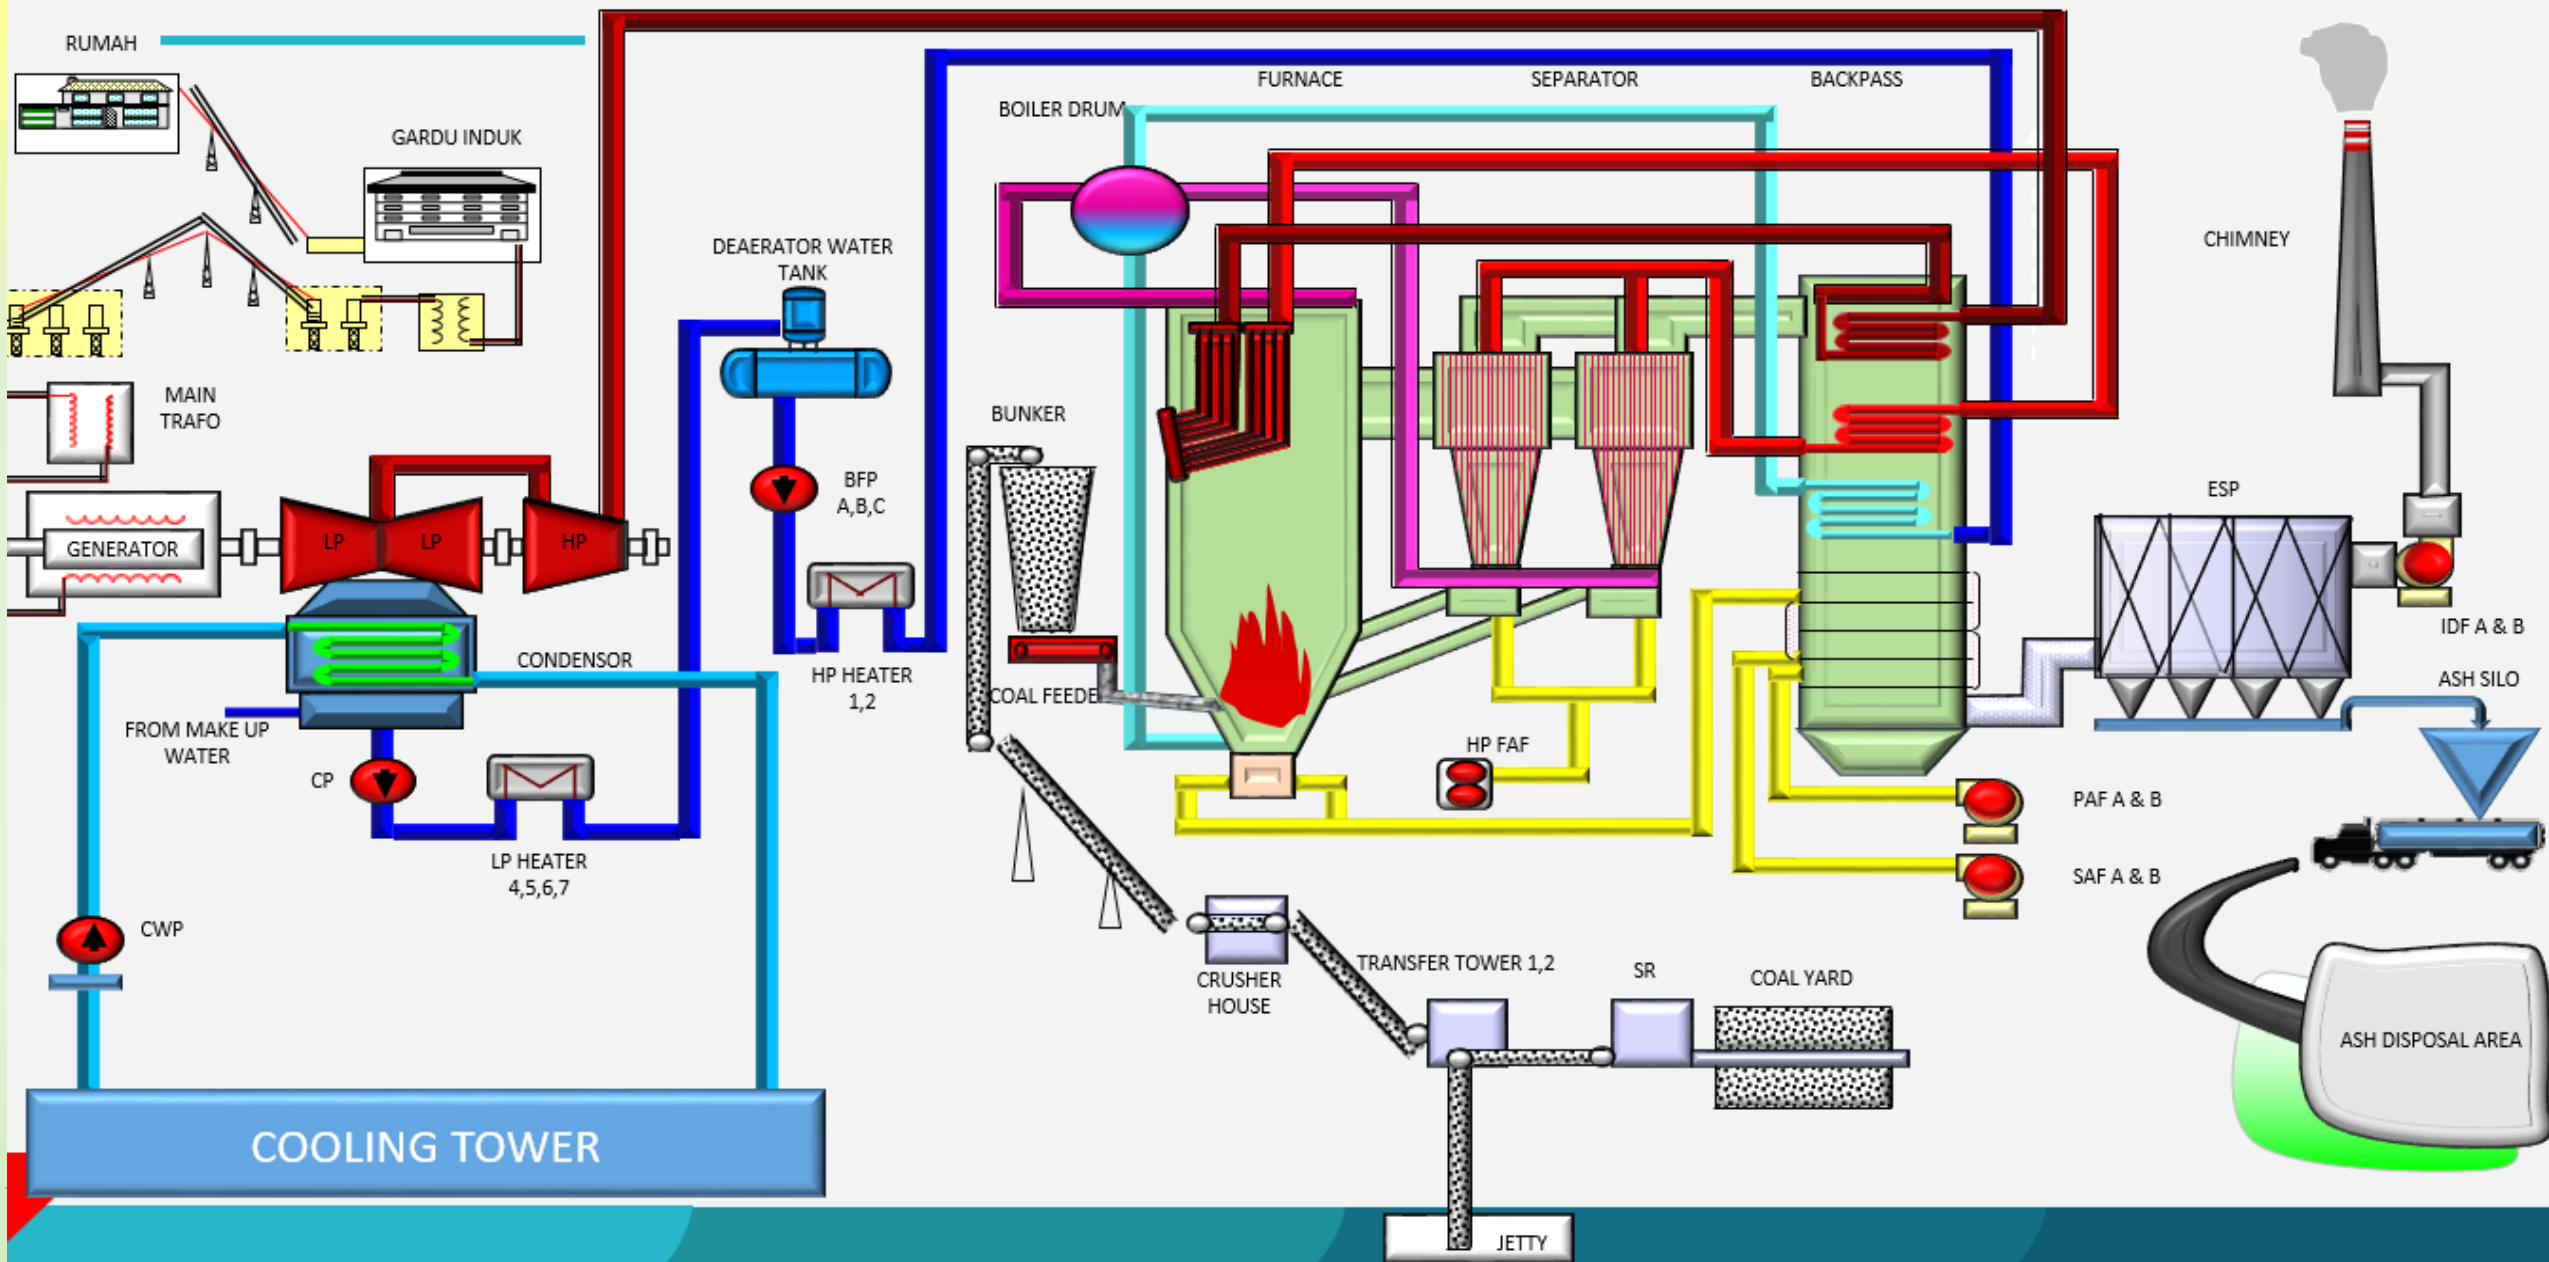 RUMAH
GARDU INDUK
MAIN
TRAFO
GENERATOR
LP
LP
HP
CONDENSOR
FROM MAKE UP
WATER
CP
LP HEATER
4,5,6,7
CWP
COOLING TOWER
DEAERATOR WATER
TANK
BFP
A,B,C
HP HEATER
1,2
BOILER DRUM
FURNACE
SEPARATOR
BACKPASS
BUNKER
COAL FEEDE
HP FAF
CRUSHER
HOUSE
TRANSFER TOWER 1,2
SR
COAL YARD
JETTY
CHIMNEY
ESP
IDF A & B
ASH SILO
PAF A & B
SAF A & B
ASH DISPOSAL AREA